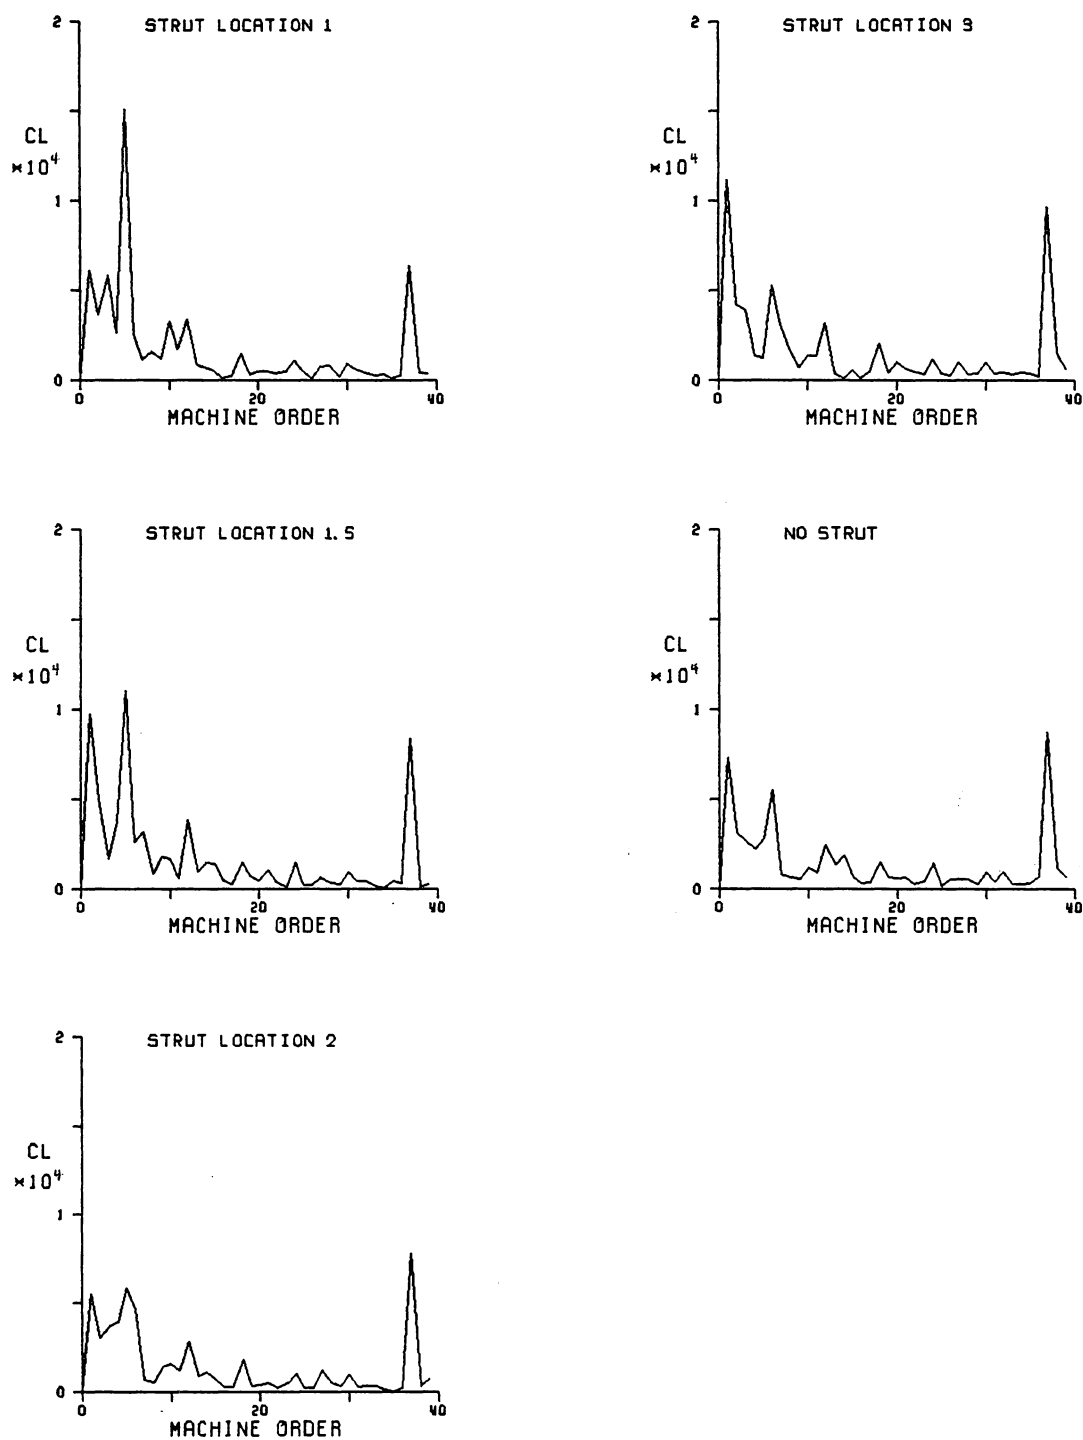 STRUT LOCATION 1
2
CL
×10⁴
1
0
0 20 40
MACHINE ORDER
STRUT LOCATION 3
2
CL
×10⁴
1
0
0 20 40
MACHINE ORDER
STRUT LOCATION 1.5
2
CL
×10⁴
1
0
0 20 40
MACHINE ORDER
NO STRUT
2
CL
×10⁴
1
0
0 20 40
MACHINE ORDER
STRUT LOCATION 2
2
CL
×10⁴
1
0
0 20 40
MACHINE ORDER